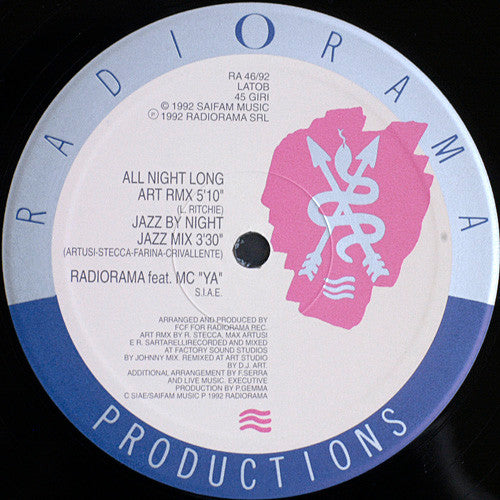 RADIORAMA
RA 46/92
LATO B
45 GIRI
© 1992 SAIFAM MUSIC
℗ 1992 RADIORAMA SRL
ALL NIGHT LONG
ART RMX 5'10"
(L. RITCHIE)
JAZZ BY NIGHT
JAZZ MIX 3'30"
(ARTUSI-STECCA-FARINA-CRIVALLENTE)
RADIORAMA feat. MC "YA"
S.I.A.E.
ARRANGED AND PRODUCED BY
FCF FOR RADIORAMA REC.
ART RMX BY R. STECCA, MAX ARTUSI
E R. SARTARELLIRECORDED AND MIXED
AT FACTORY SOUND STUDIOS
BY JOHNNY MIX. REMIXED AT ART STUDIO
BY D.J. ART.
ADDITIONAL ARRANGEMENT BY F.SERRA
AND LIVE MUSIC. EXECUTIVE
PRODUCTION BY P.GEMMA
C SIAE/SAIFAM MUSIC P 1992 RADIORAMA
PRODUCTIONS